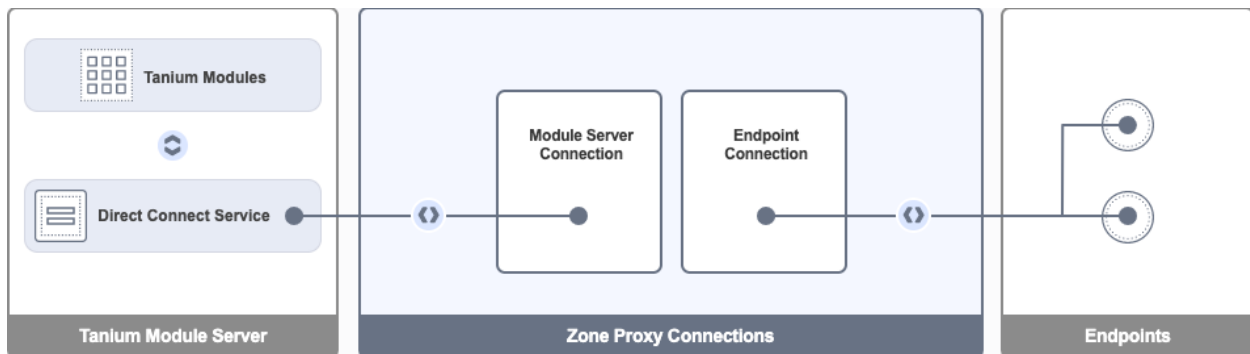 Tanium Modules
Direct Connect Service
Tanium Module Server
Module Server
Connection
Endpoint
Connection
Zone Proxy Connections
Endpoints